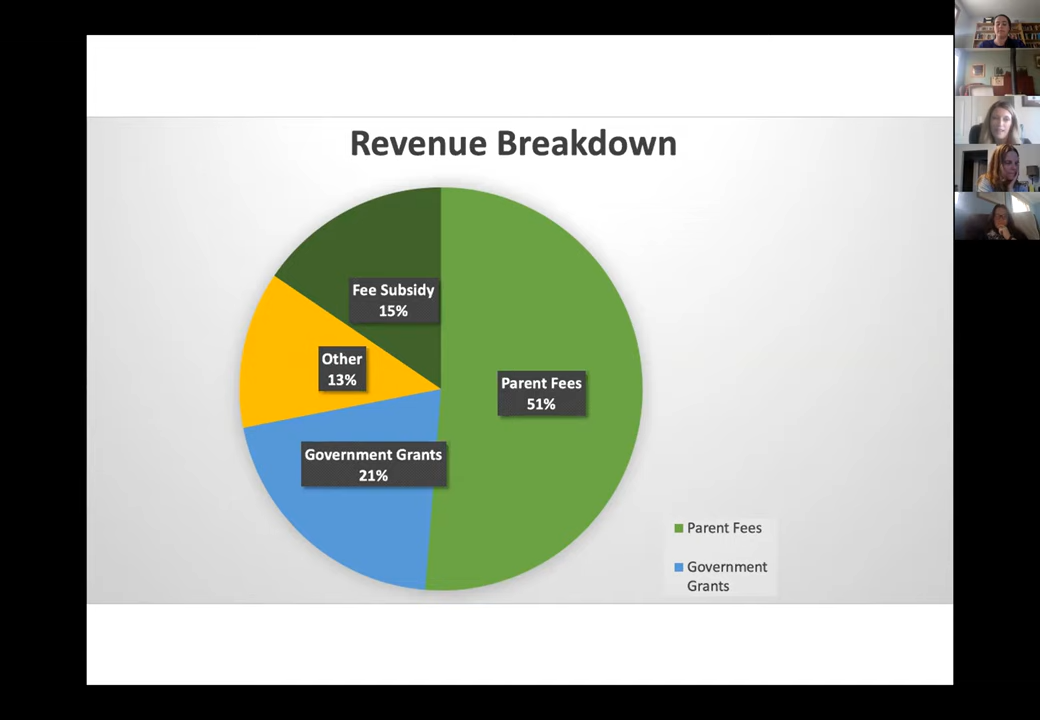 Revenue Breakdown
Fee Subsidy
15%
Other
13%
Parent Fees
51%
Government Grants
21%
Parent Fees
Government
Grants